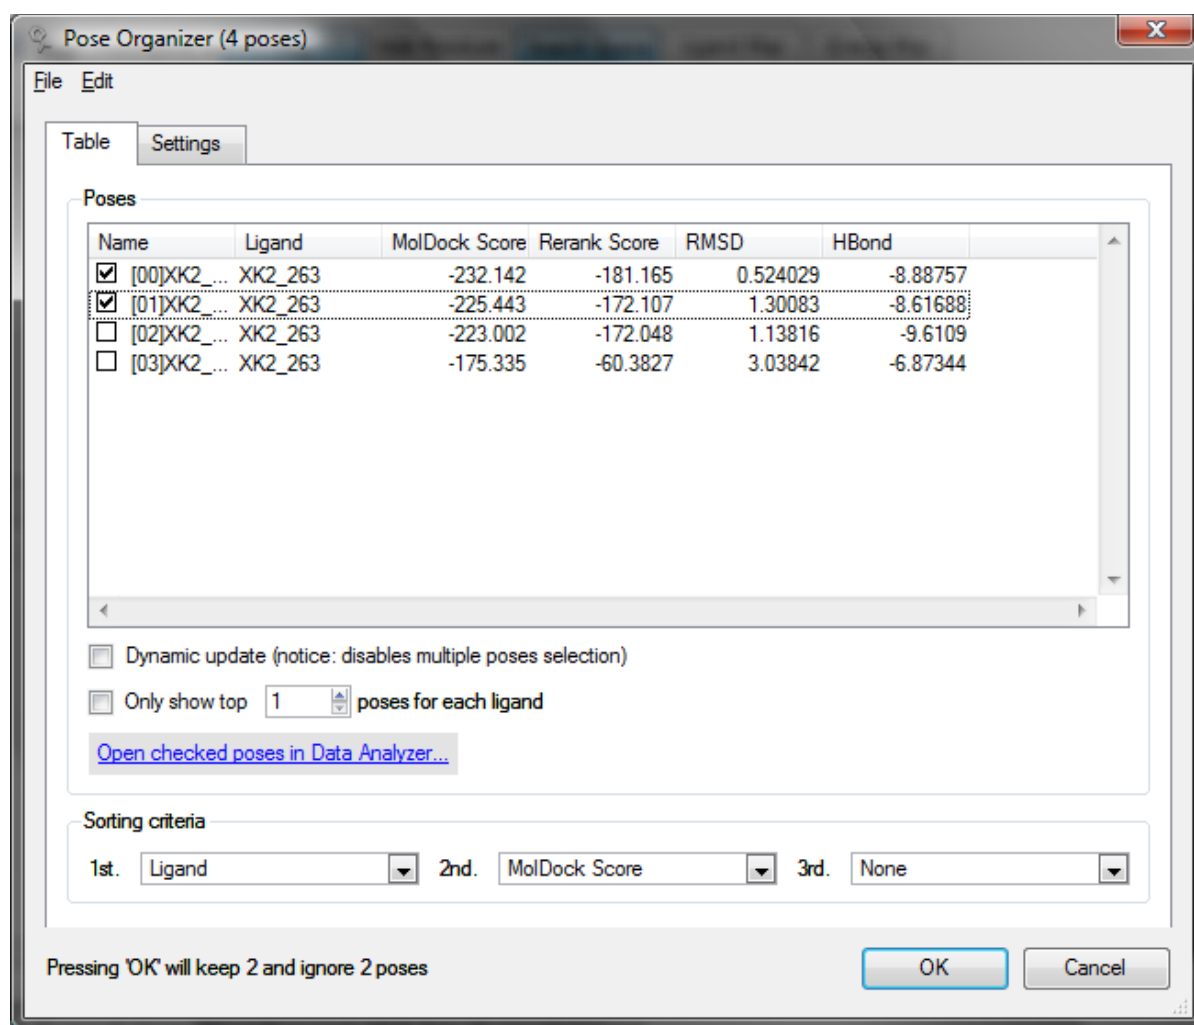 Pose Organizer (4 poses)
File Edit
Table Settings
Poses
Name Ligand MolDock Score Rerank Score RMSD HBond
[00]XK2_... XK2_263 -232.142 -181.165 0.524029 -8.88757
[01]XK2_... XK2_263 -225.443 -172.107 1.30083 -8.61688
[02]XK2_... XK2_263 -223.002 -172.048 1.13816 -9.6109
[03]XK2_... XK2_263 -175.335 -60.3827 3.03842 -6.87344
Dynamic update (notice: disables multiple poses selection)
Only show top 1 poses for each ligand
Open checked poses in Data Analyzer...
Sorting criteria
1st. Ligand 2nd. MolDock Score 3rd. None
Pressing 'OK' will keep 2 and ignore 2 poses OK Cancel